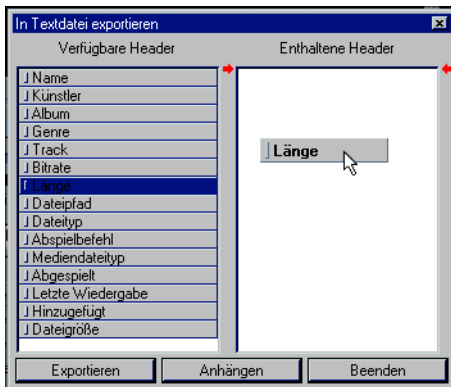 In Textdatei exportieren
Verfügbare Header
Enthaltene Header
Name
Künstler
Album
Genre
Track
Bitrate
Länge
Dateipfad
Dateityp
Abspielbefehl
Mediendateityp
Abgespielt
Letzte Wiedergabe
Hinzugefügt
Dateigröße
Länge
Exportieren
Anhängen
Beenden